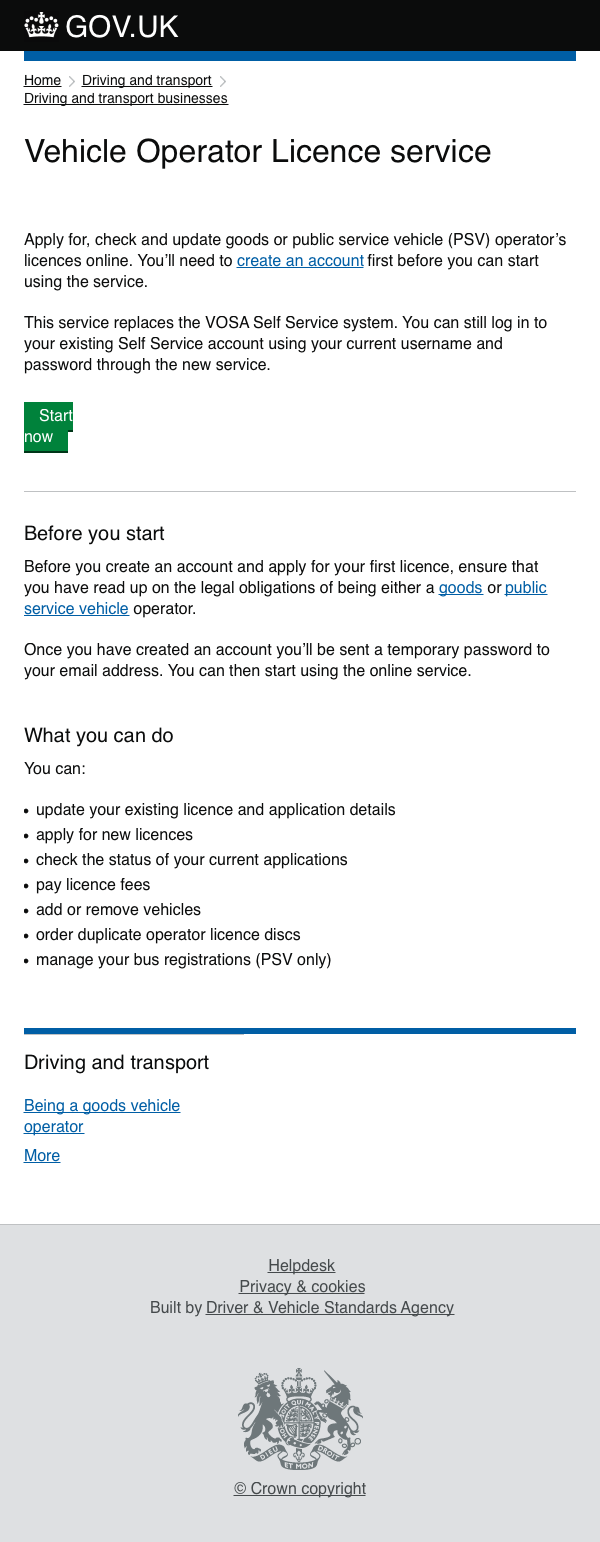 GOV.UK
Home
Driving and transport
Driving and transport businesses
Vehicle Operator Licence service
Apply for, check and update goods or public service vehicle (PSV) operator’s
licences online. You’ll need to create an account first before you can start
using the service.
This service replaces the VOSA Self Service system. You can still log in to
your existing Self Service account using your current username and
password through the new service.
Start
now
Before you start
Before you create an account and apply for your first licence, ensure that
you have read up on the legal obligations of being either a goods or public
service vehicle operator.
Once you have created an account you’ll be sent a temporary password to
your email address. You can then start using the online service.
What you can do
You can:
• update your existing licence and application details
• apply for new licences
• check the status of your current applications
• pay licence fees
• add or remove vehicles
• order duplicate operator licence discs
• manage your bus registrations (PSV only)
Driving and transport
Being a goods vehicle
operator
More
Helpdesk
Privacy & cookies
Built by Driver & Vehicle Standards Agency
DIEU ET MON DROIT
© Crown copyright